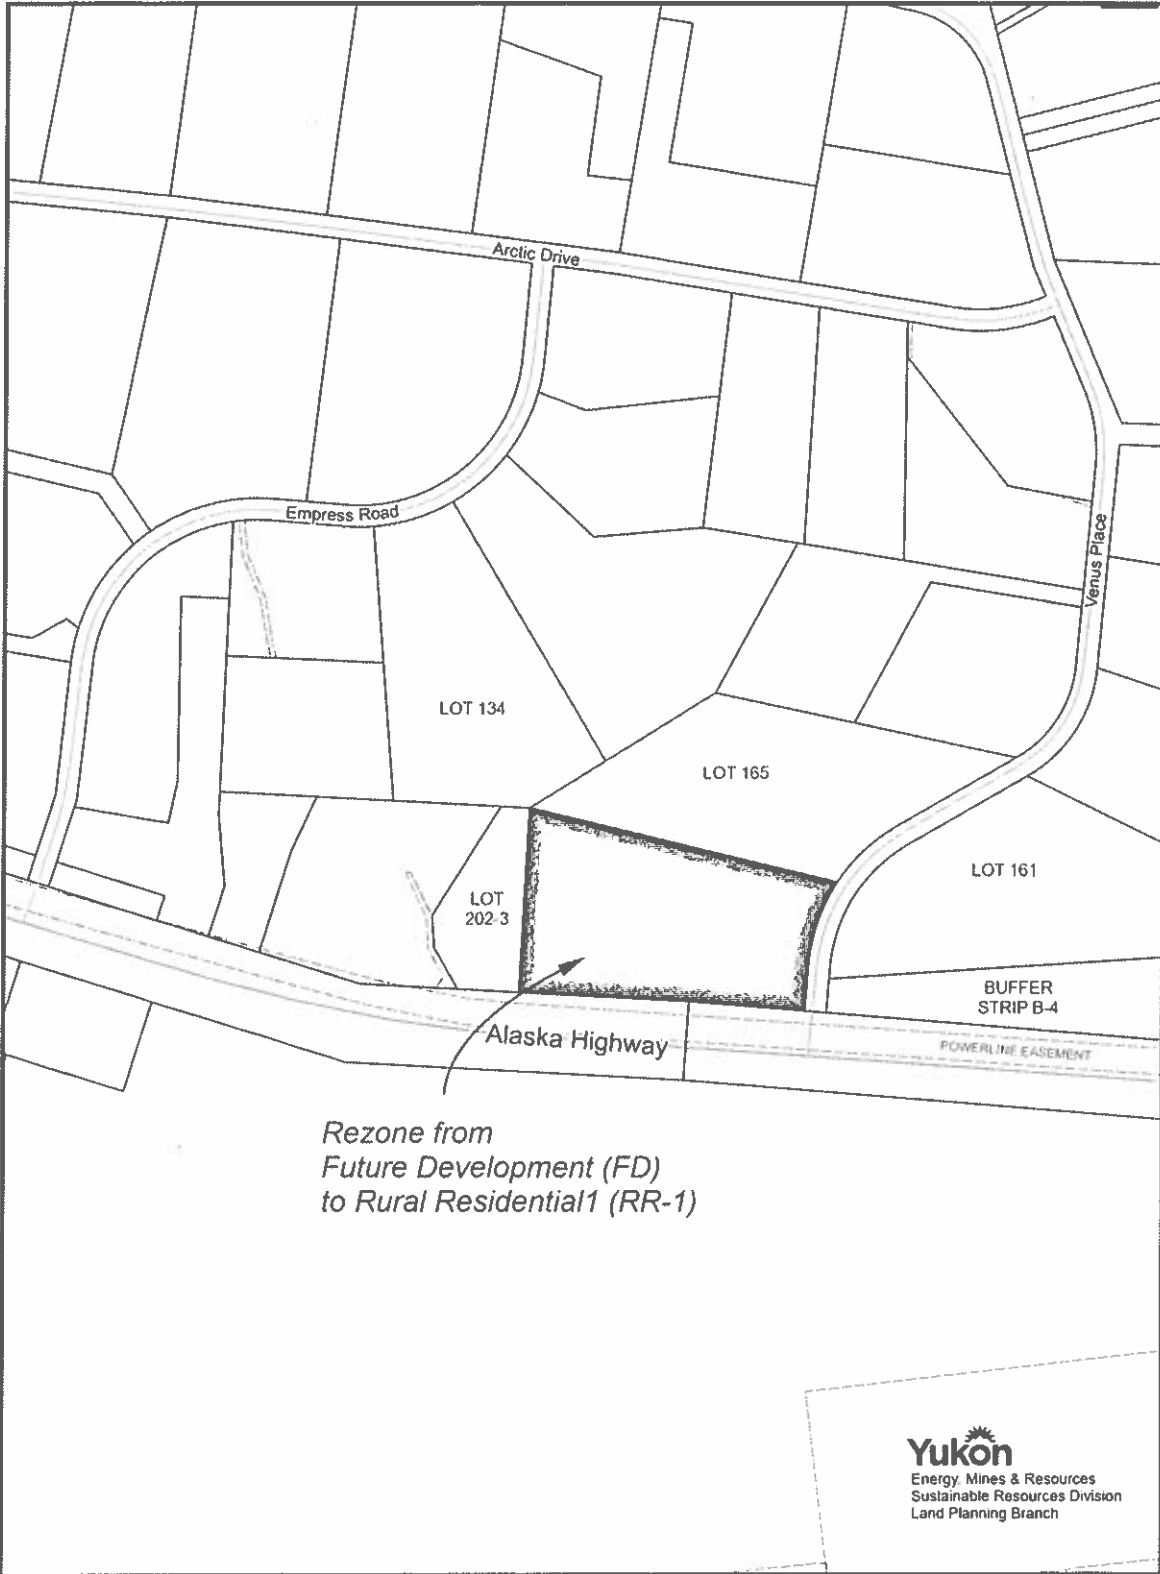 Arctic Drive
Empress Road
Venus Place
LOT 134
LOT 165
LOT 161
LOT
202-3
BUFFER
STRIP B-4
Alaska Highway
POWERLINE EASEMENT
Rezone from
Future Development (FD)
to Rural Residential1 (RR-1)
Yukon
Energy, Mines & Resources
Sustainable Resources Division
Land Planning Branch